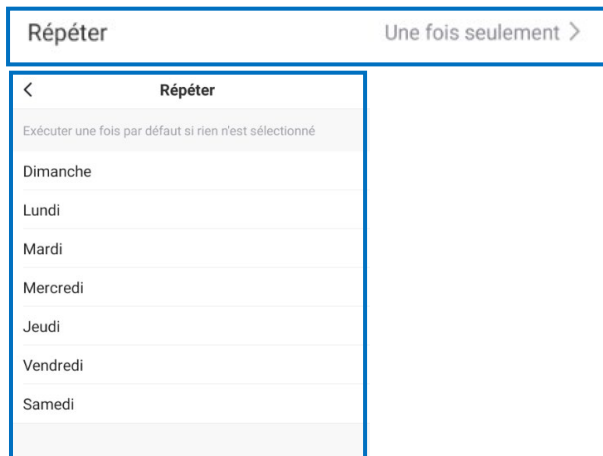 Répéter Une fois seulement >
< Répéter
Exécuter une fois par défaut si rien n'est sélectionné
Dimanche
Lundi
Mardi
Mercredi
Jeudi
Vendredi
Samedi